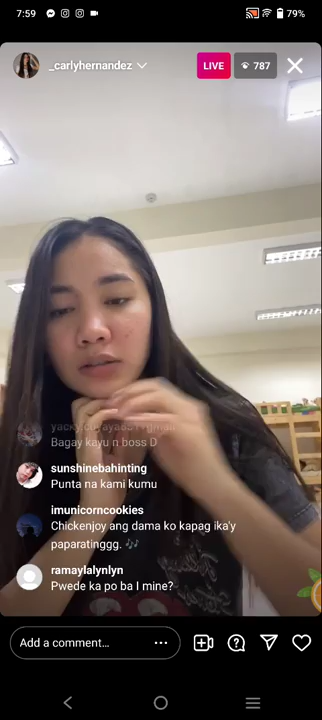 7:59
79%
_carlyhernandez
LIVE
787
Bagay kayu n boss D
sunshinebahinting
Punta na kami kumu
imunicorncookies
Chickenjoy ang dama ko kapag ika'y
paparatinggg. 🎶
ramaylalynlyn
Pwede ka po ba I mine?
Add a comment...